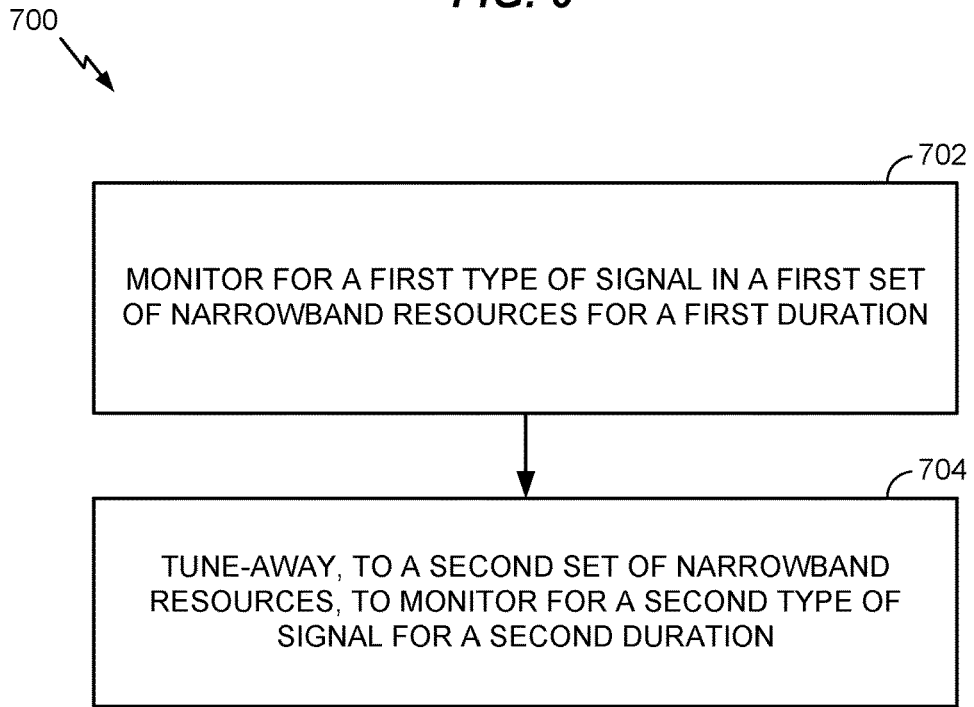 700
702
MONITOR FOR A FIRST TYPE OF SIGNAL IN A FIRST SET
OF NARROWBAND RESOURCES FOR A FIRST DURATION
704
TUNE-AWAY, TO A SECOND SET OF NARROWBAND
RESOURCES, TO MONITOR FOR A SECOND TYPE OF
SIGNAL FOR A SECOND DURATION